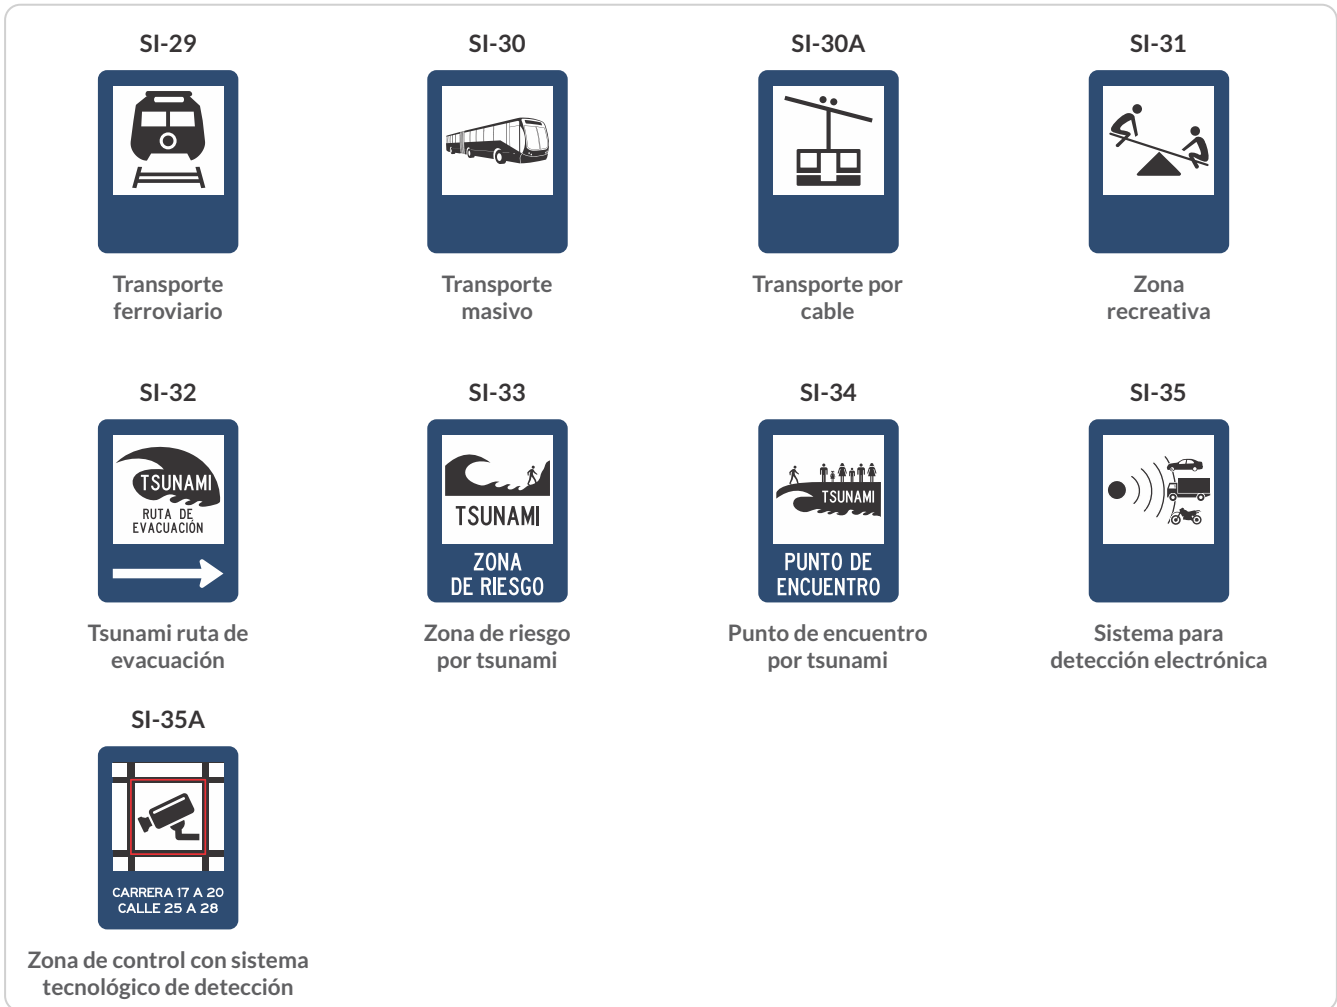 SI-29
SI-30
SI-30A
SI-31
Transporte
ferroviario
Transporte
masivo
Transporte por
cable
Zona
recreativa
SI-32
SI-33
SI-34
SI-35
TSUNAMI
RUTA DE
EVACUACIÓN
TSUNAMI
ZONA
DE RIESGO
TSUNAMI
PUNTO DE
ENCUENTRO
Tsunami ruta de
evacuación
Zona de riesgo
por tsunami
Punto de encuentro
por tsunami
Sistema para
detección electrónica
SI-35A
CARRERA 17 A 20
CALLE 25 A 28
Zona de control con sistema
tecnológico de detección